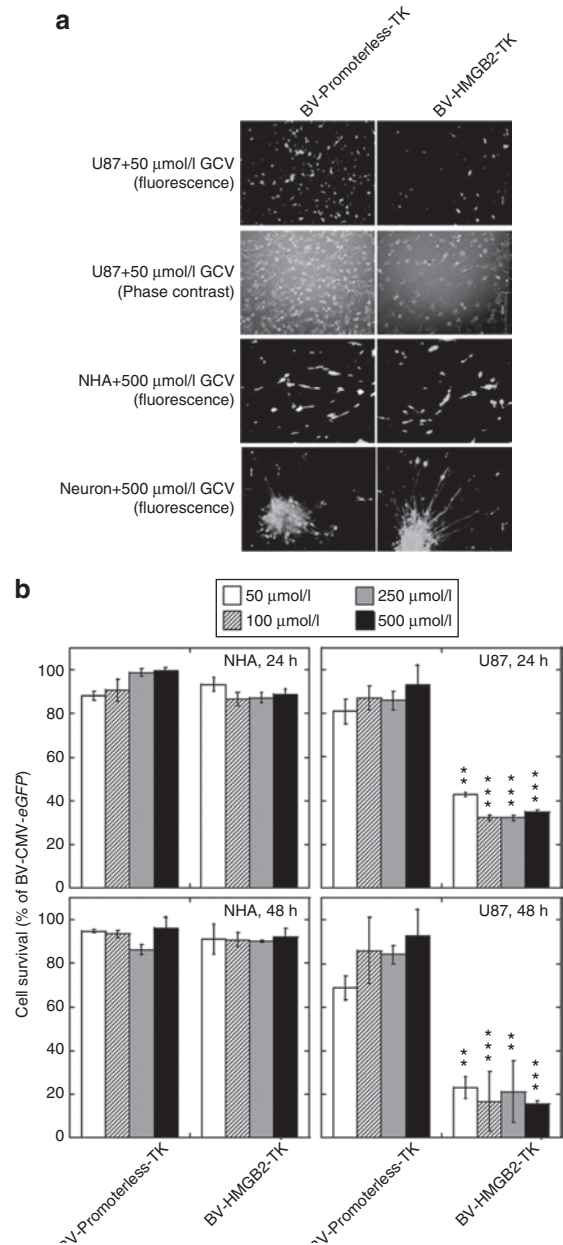 a
BV-Promoterless-TK
BV-HMGB2-TK
U87+50 μmol/l GCV
(fluorescence)
U87+50 μmol/l GCV
(Phase contrast)
NHA+500 μmol/l GCV
(fluorescence)
Neuron+500 μmol/l GCV
(fluorescence)
b
50 μmol/l
250 μmol/l
100 μmol/l
500 μmol/l
Cell survival (% of BV-CMV-eGFP)
NHA, 24 h
100
80
60
40
20
0
U87, 24 h
**
***
***
***
NHA, 48 h
100
80
60
40
20
0
U87, 48 h
**
***
**
***
BV-Promoterless-TK
BV-HMGB2-TK
BV-Promoterless-TK
BV-HMGB2-TK